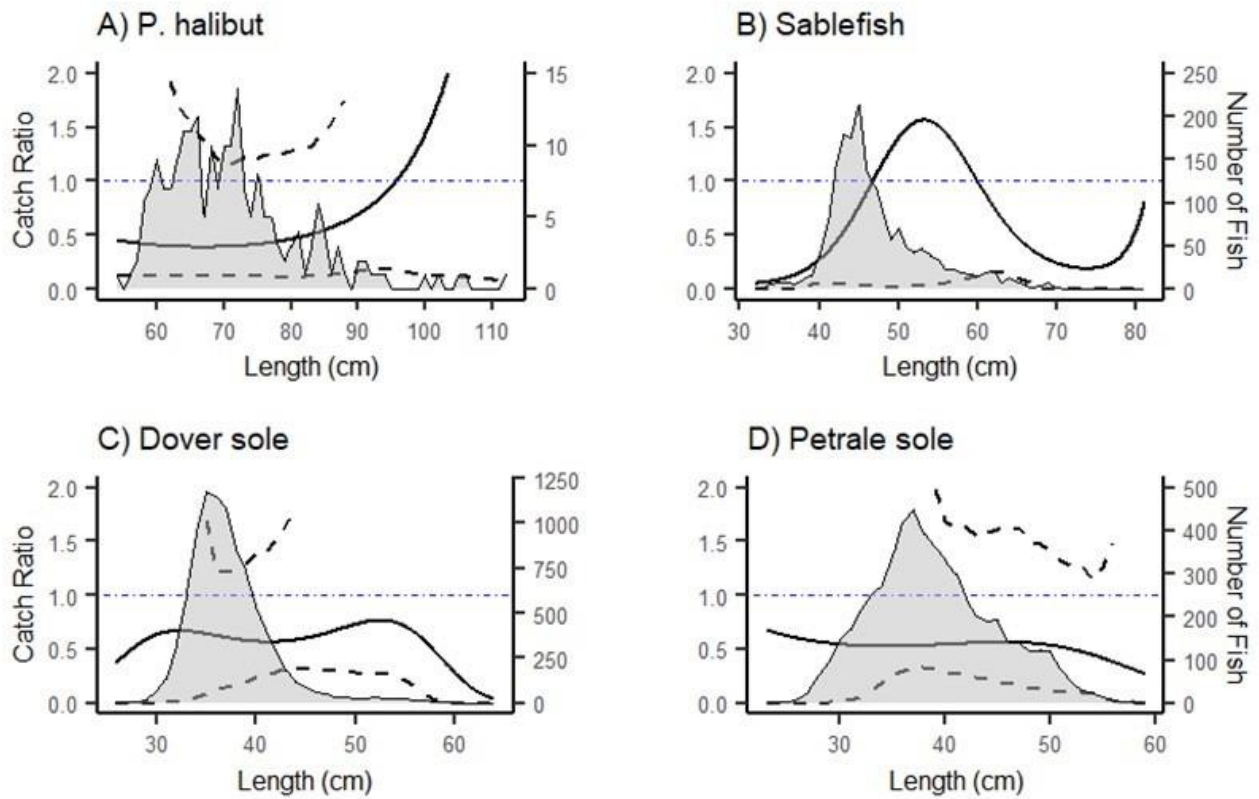 A) P. halibut
2.0
1.5
1.0
0.5
0.0
Catch Ratio
15
10
5
0
60 70 80 90 100 110
Length (cm)
B) Sablefish
2.0
1.5
1.0
0.5
0.0
250
200
150
100
50
0
Number of Fish
30 40 50 60 70 80
Length (cm)
C) Dover sole
2.0
1.5
1.0
0.5
0.0
Catch Ratio
1250
1000
750
500
250
0
30 40 50 60
Length (cm)
D) Petrale sole
2.0
1.5
1.0
0.5
0.0
500
400
300
200
100
0
Number of Fish
30 40 50 60
Length (cm)